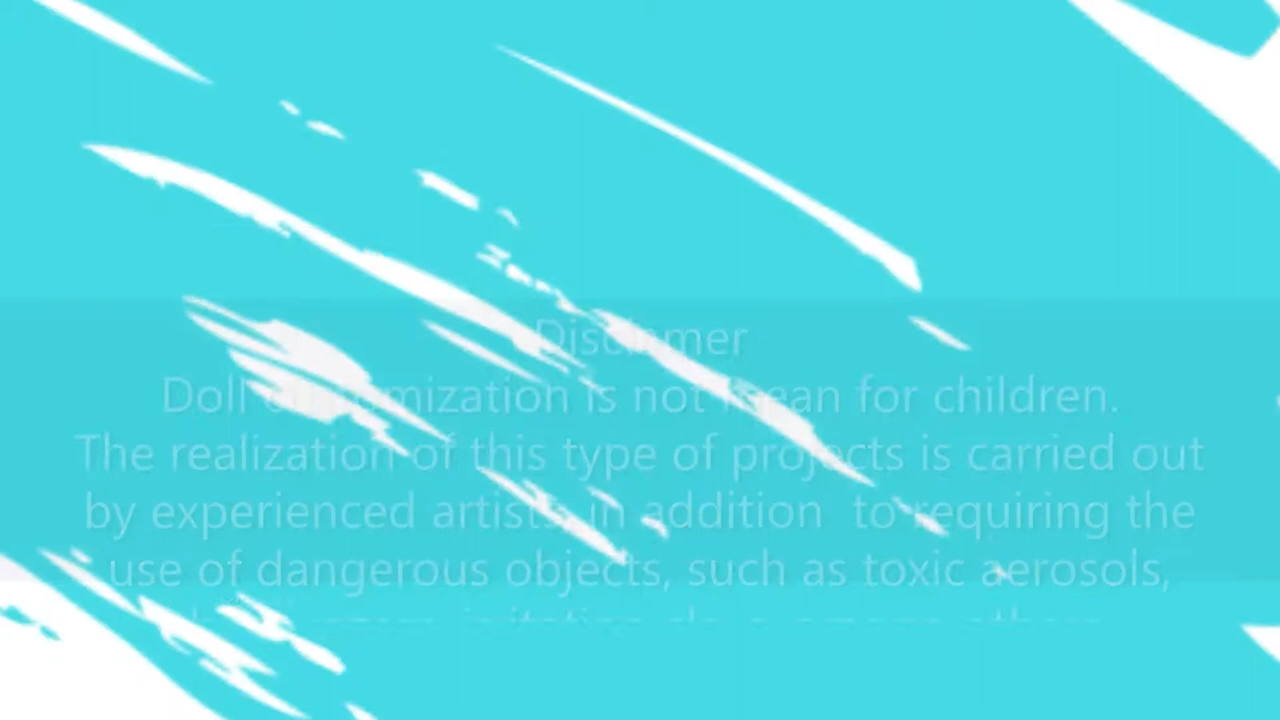 Disclaimer
Doll customization is not mean for children.
The realization of this type of projects is carried out
by experienced artists, in addition to requiring the
use of dangerous objects, such as toxic aerosols,